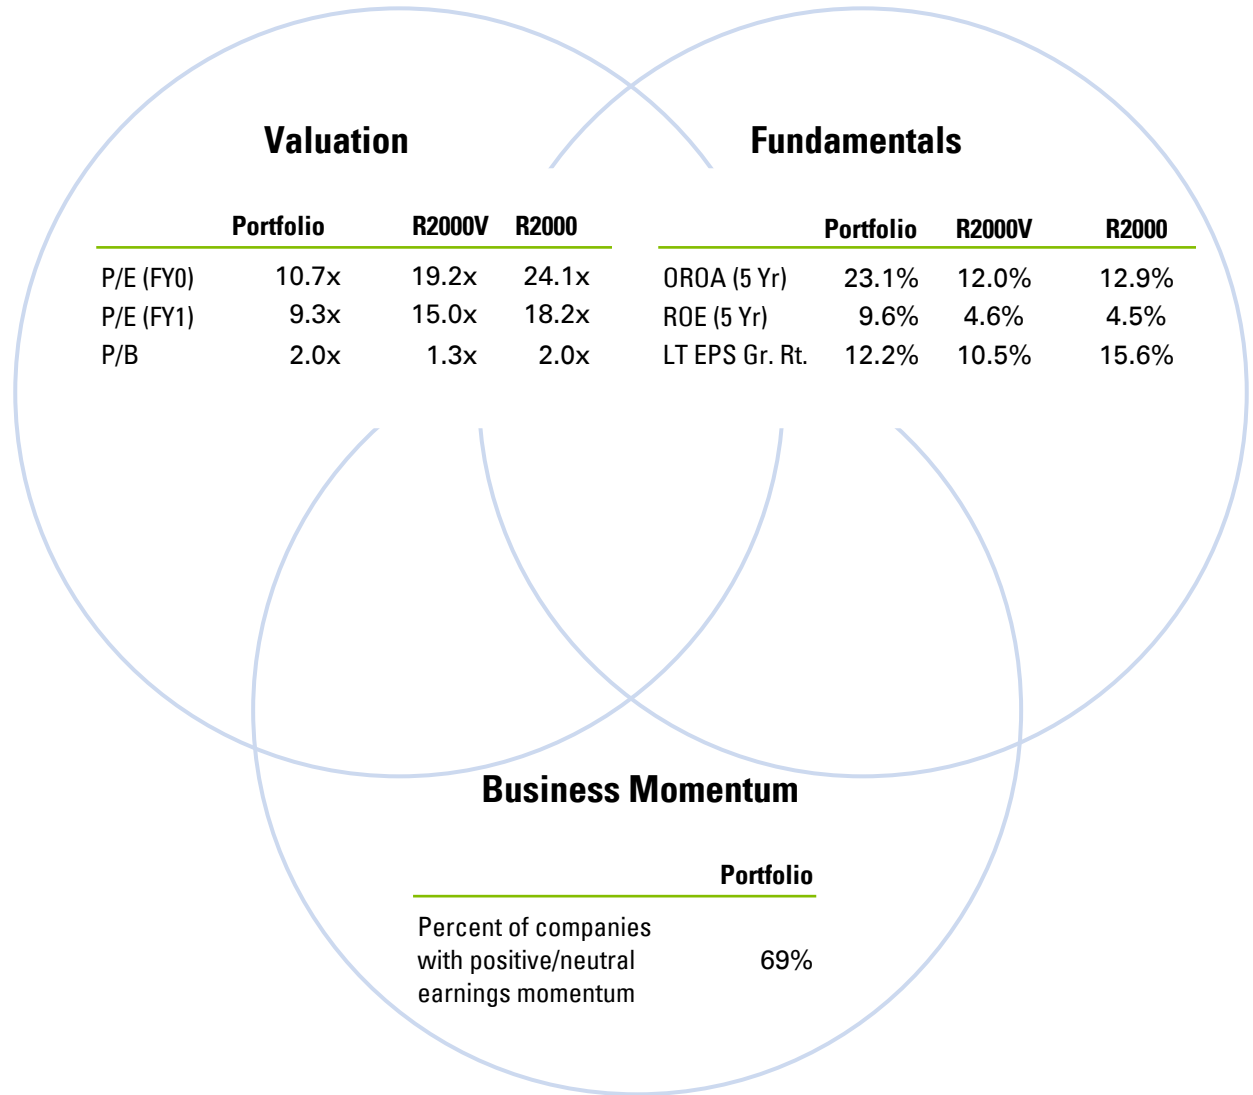 Valuation
Portfolio R2000V R2000
P/E (FY0) 10.7x 19.2x 24.1x
P/E (FY1) 9.3x 15.0x 18.2x
P/B 2.0x 1.3x 2.0x
Fundamentals
Portfolio R2000V R2000
OROA (5 Yr) 23.1% 12.0% 12.9%
ROE (5 Yr) 9.6% 4.6% 4.5%
LT EPS Gr. Rt. 12.2% 10.5% 15.6%
Business Momentum
Portfolio
Percent of companies
with positive/neutral 69%
earnings momentum